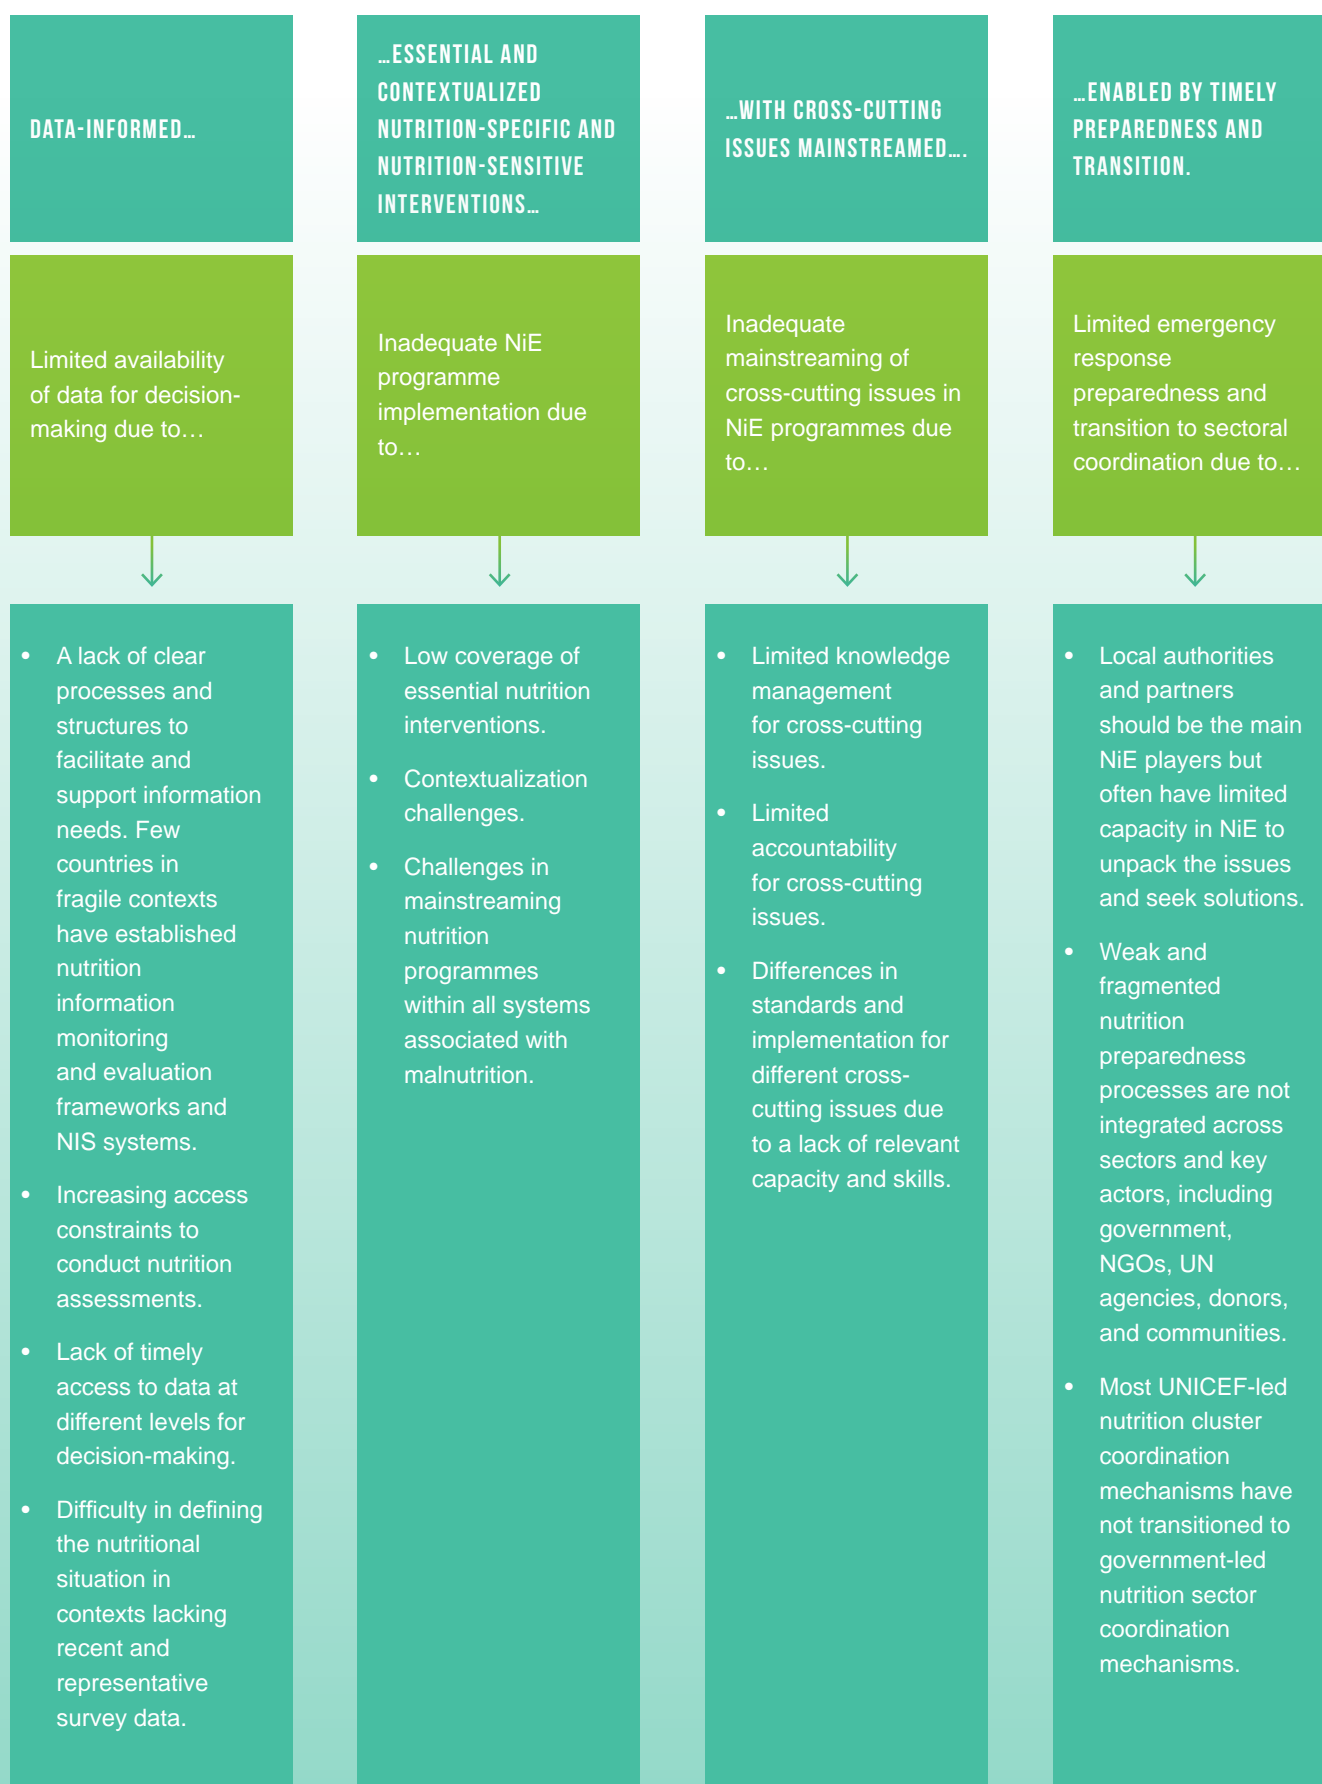 DATA-INFORMED…
Limited availability
of data for decision-
making due to…
• A lack of clear
processes and
structures to
facilitate and
support information
needs. Few
countries in
fragile contexts
have established
nutrition
information
monitoring
and evaluation
frameworks and
NIS systems.
• Increasing access
constraints to
conduct nutrition
assessments.
• Lack of timely
access to data at
different levels for
decision-making.
• Difficulty in defining
the nutritional
situation in
contexts lacking
recent and
representative
survey data.
…ESSENTIAL AND
CONTEXTUALIZED
NUTRITION-SPECIFIC AND
NUTRITION-SENSITIVE
INTERVENTIONS…
Inadequate NiE
programme
implementation due
to…
• Low coverage of
essential nutrition
interventions.
• Contextualization
challenges.
• Challenges in
mainstreaming
nutrition
programmes
within all systems
associated with
malnutrition.
…WITH CROSS-CUTTING
ISSUES MAINSTREAMED….
Inadequate
mainstreaming of
cross-cutting issues in
NiE programmes due
to…
• Limited knowledge
management
for cross-cutting
issues.
• Limited
accountability
for cross-cutting
issues.
• Differences in
standards and
implementation for
different cross-
cutting issues due
to a lack of relevant
capacity and skills.
…ENABLED BY TIMELY
PREPAREDNESS AND
TRANSITION.
Limited emergency
response
preparedness and
transition to sectoral
coordination due to…
• Local authorities
and partners
should be the main
NiE players but
often have limited
capacity in NiE to
unpack the issues
and seek solutions.
• Weak and
fragmented
nutrition
preparedness
processes are not
integrated across
sectors and key
actors, including
government,
NGOs, UN
agencies, donors,
and communities.
• Most UNICEF-led
nutrition cluster
coordination
mechanisms have
not transitioned to
government-led
nutrition sector
coordination
mechanisms.